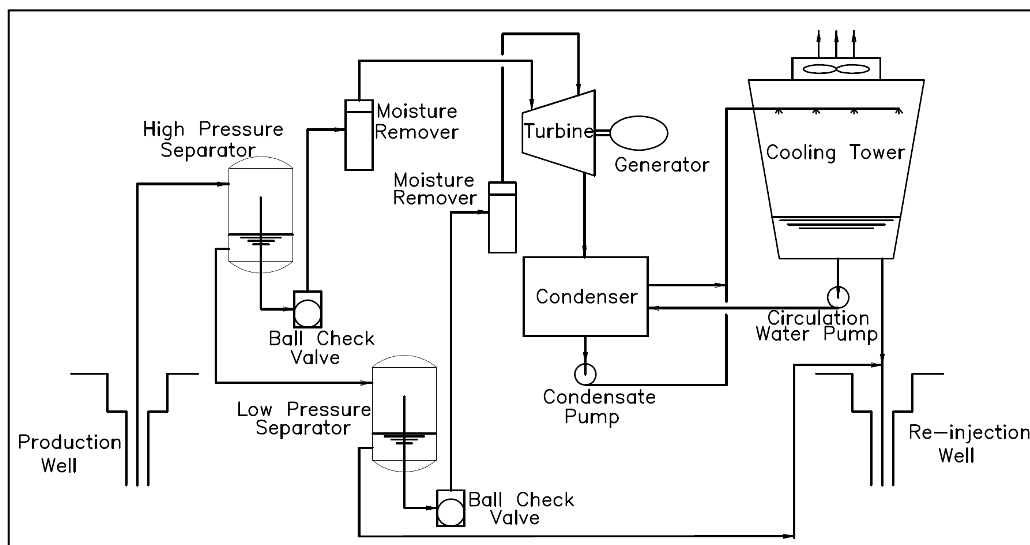 High Pressure
Separator
Moisture
Remover
Moisture
Remover
Turbine
Generator
Cooling Tower
Ball Check
Valve
Condenser
Circulation
Water Pump
Low Pressure
Separator
Condensate
Pump
Production
Well
Re-injection
Well
Ball Check
Valve